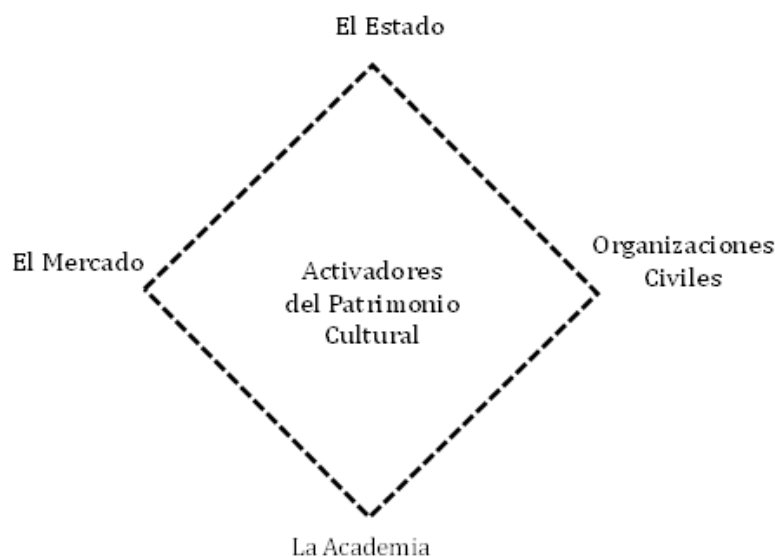 El Estado
El Mercado
Organizaciones
Civiles
Activadores
del Patrimonio
Cultural
La Academia